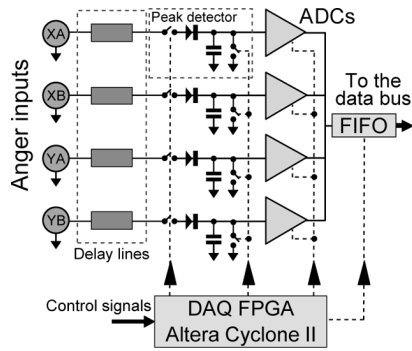 Peak detector
ADCs
Anger inputs
XA
XB
YA
YB
To the
data bus
FIFO
Delay lines
Control signals
DAQ FPGA
Altera Cyclone II